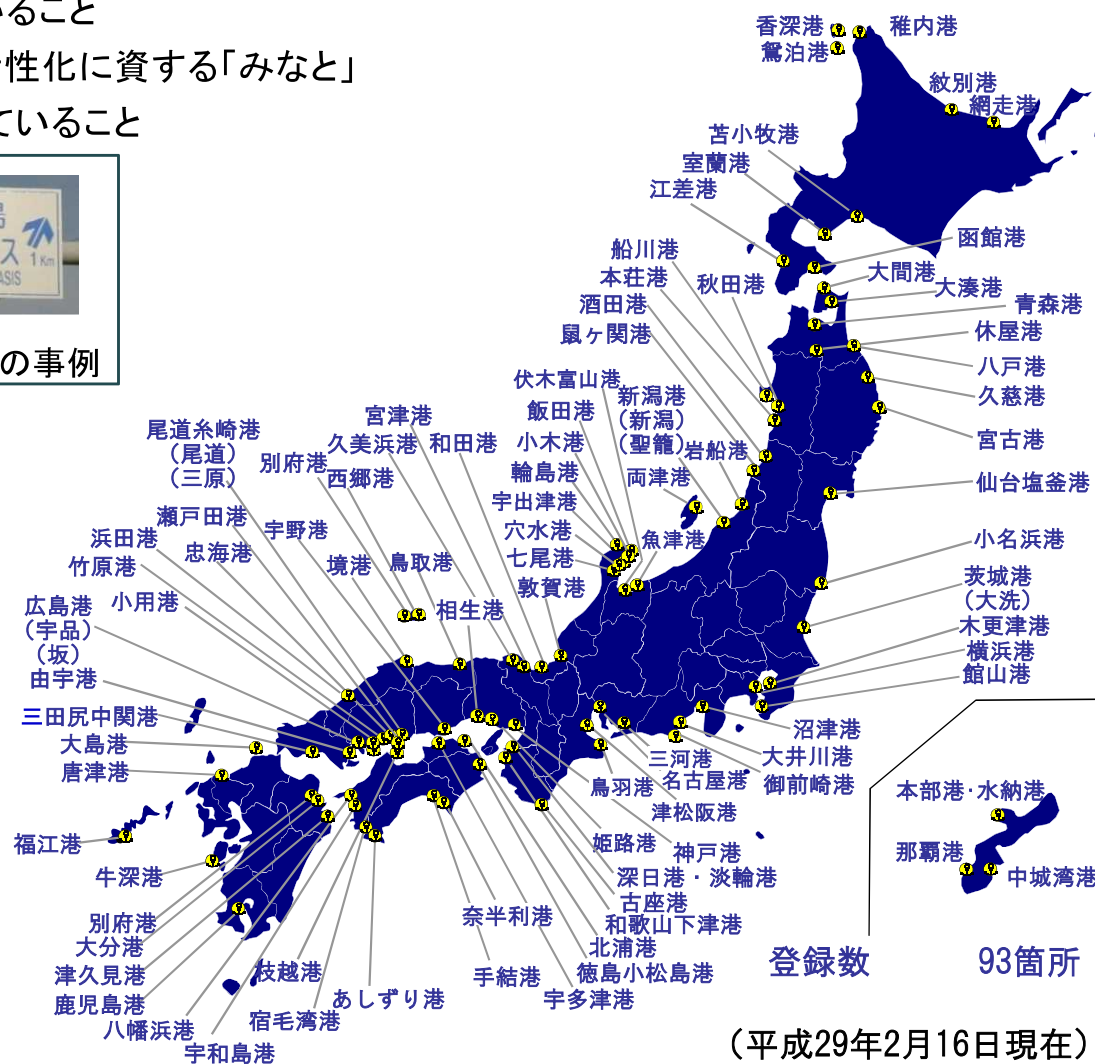 いること
性化に資する「みなと」
ていること
ス
1Km
ASIS
の事例
香深港
稚内港
鴛泊港
紋別港
網走港
苫小牧港
室蘭港
江差港
函館港
船川港
大間港
本荘港
秋田港
大湊港
酒田港
青森港
鼠ヶ関港
休屋港
八戸港
伏木富山港
久慈港
飯田港
新潟港
(新潟)
(聖籠)
宮津港
小木港
宮古港
尾道糸崎港
(尾道)
(三原)
久美浜港
和田港
岩船港
別府港
西郷港
輪島港
両津港
仙台塩釜港
宇出津港
瀬戸田港
宇野港
穴水港
魚津港
浜田港
忠海港
境港
鳥取港
七尾港
小名浜港
竹原港
敦賀港
茨城港
(大洗)
広島港
(宇品)
(坂)
小用港
相生港
木更津港
横浜港
館山港
由宇港
三田尻中関港
沼津港
大島港
三河港
大井川港
唐津港
名古屋港
御前崎港
鳥羽港
津松阪港
本部港・水納港
福江港
姫路港
神戸港
那覇港
牛深港
深日港・淡輪港
中城湾港
古座港
別府港
奈半利港
和歌山下津港
大分港
北浦港
津久見港
枝越港
手結港
徳島小松島港
鹿児島港
あしずり港
宇多津港
八幡浜港
宿毛湾港
宇和島港
登録数 93箇所
(平成29年2月16日現在)